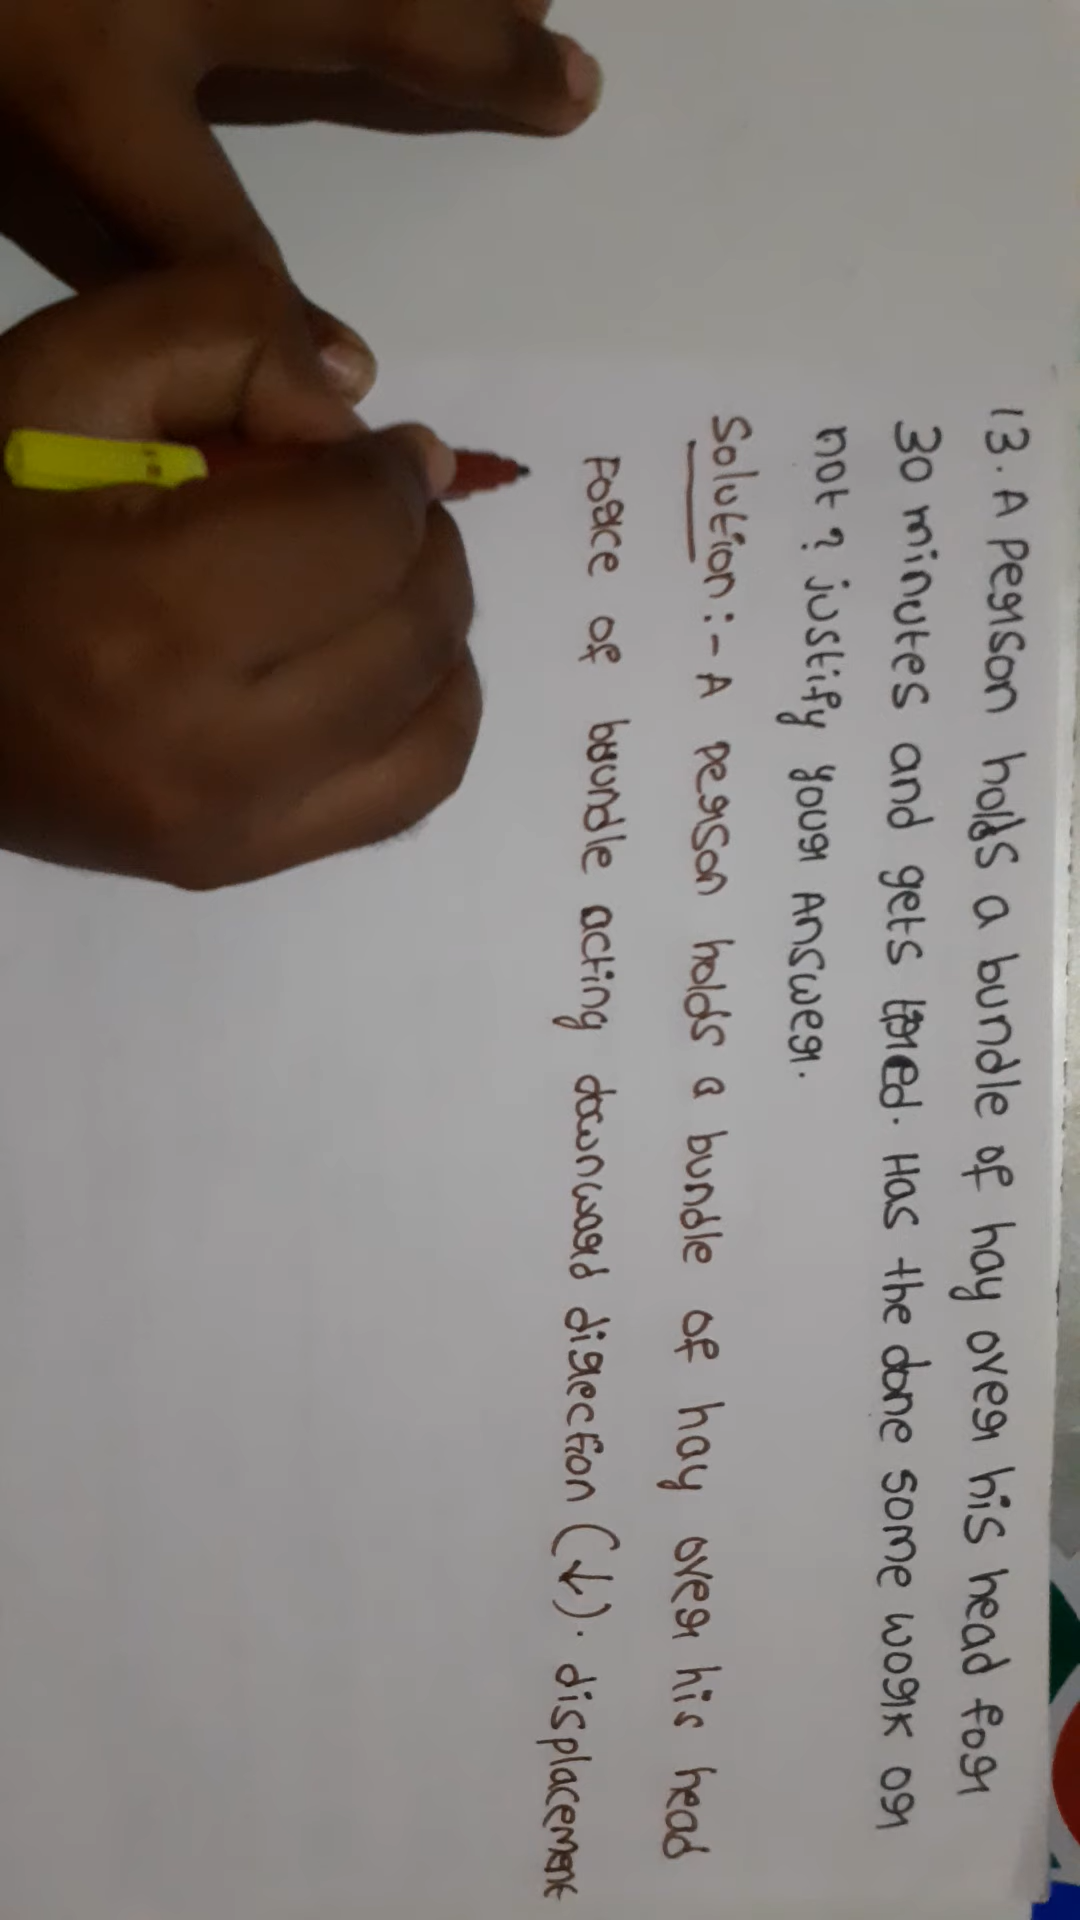 13. A person holds a bundle of hay over his head for
30 minutes and gets tired. Has the done some work or
not ? justify your Answer.
Solution :- A person holds a bundle of hay over his head
Force of buundle acting downward direction (↓). displacement